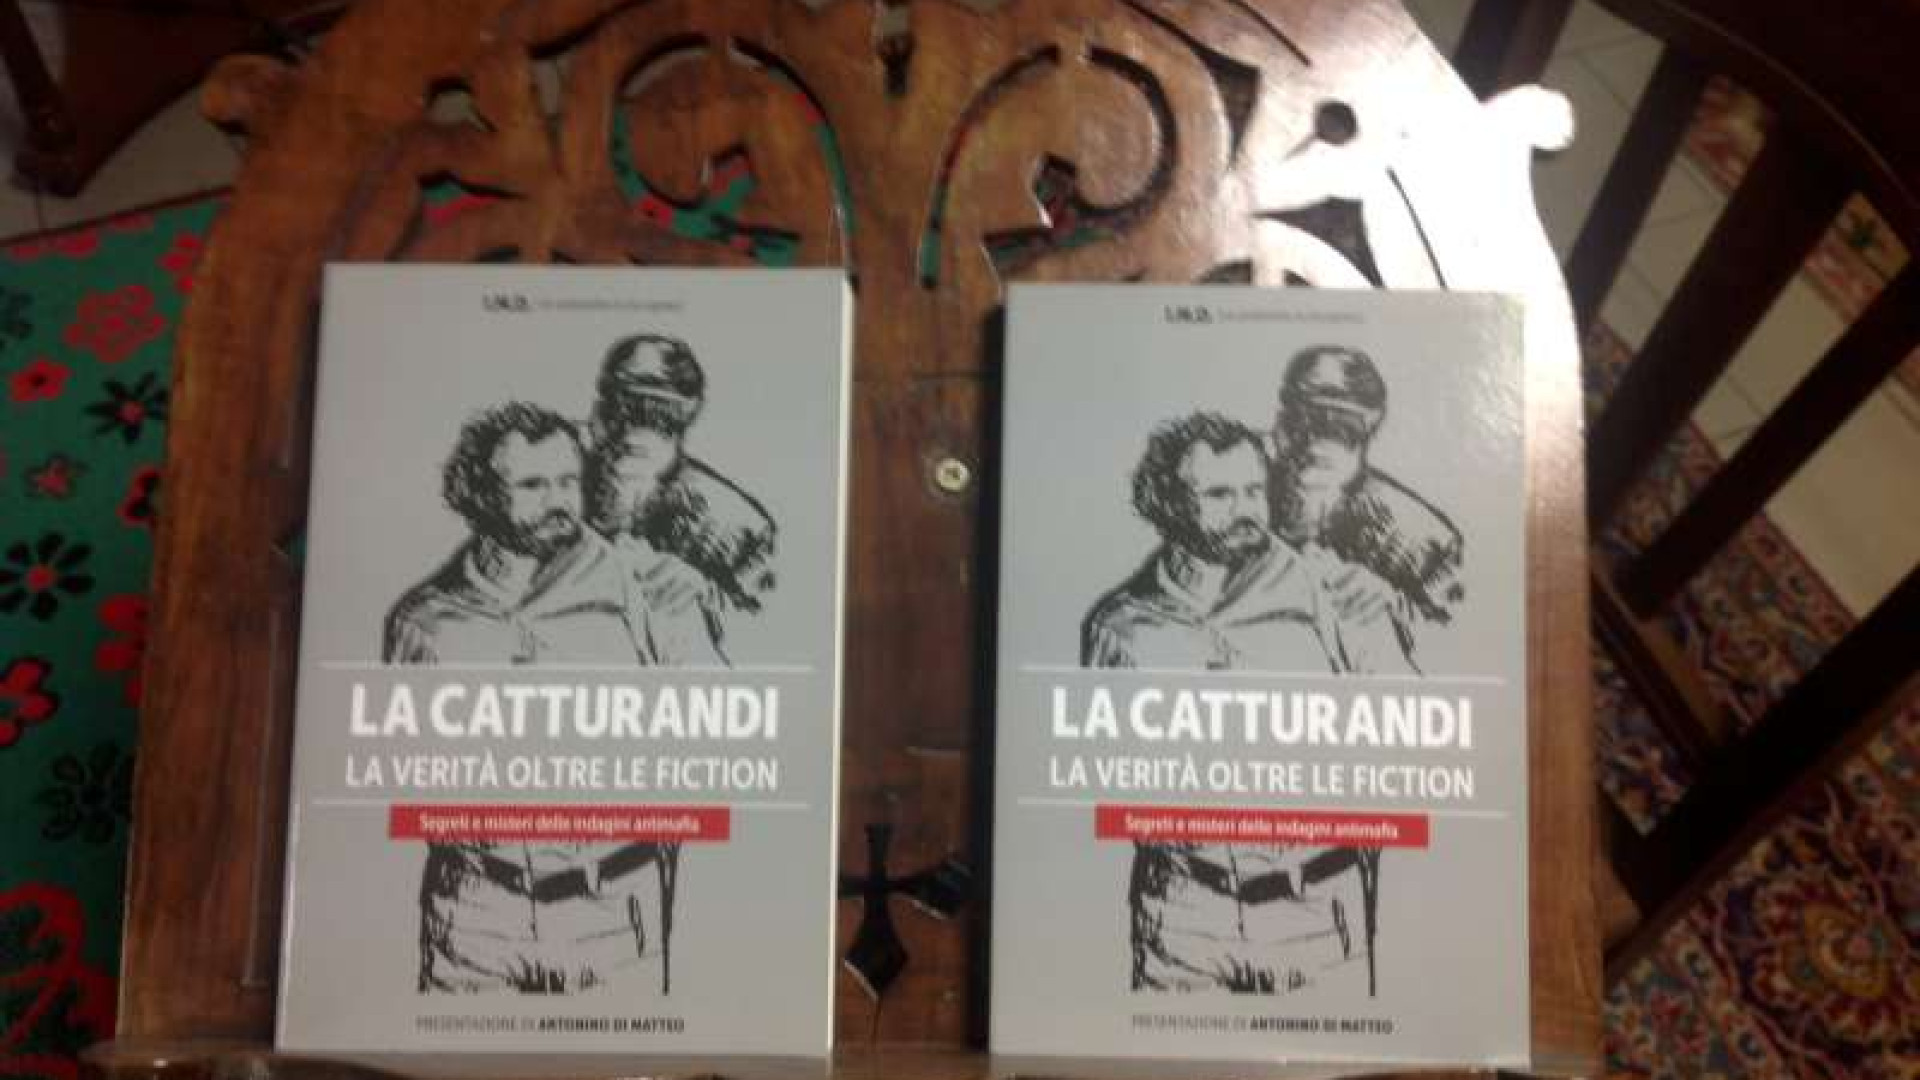 I.M.D.
LA CATTURANDI
LA VERITÀ OLTRE LE FICTION
Segreti e misteri delle indagini antimafia
PRESENTAZIONE DI ANTONINO DI MATTEO
I.M.D.
LA CATTURANDI
LA VERITÀ OLTRE LE FICTION
Segreti e misteri delle indagini antimafia
PRESENTAZIONE DI ANTONINO DI MATTEO